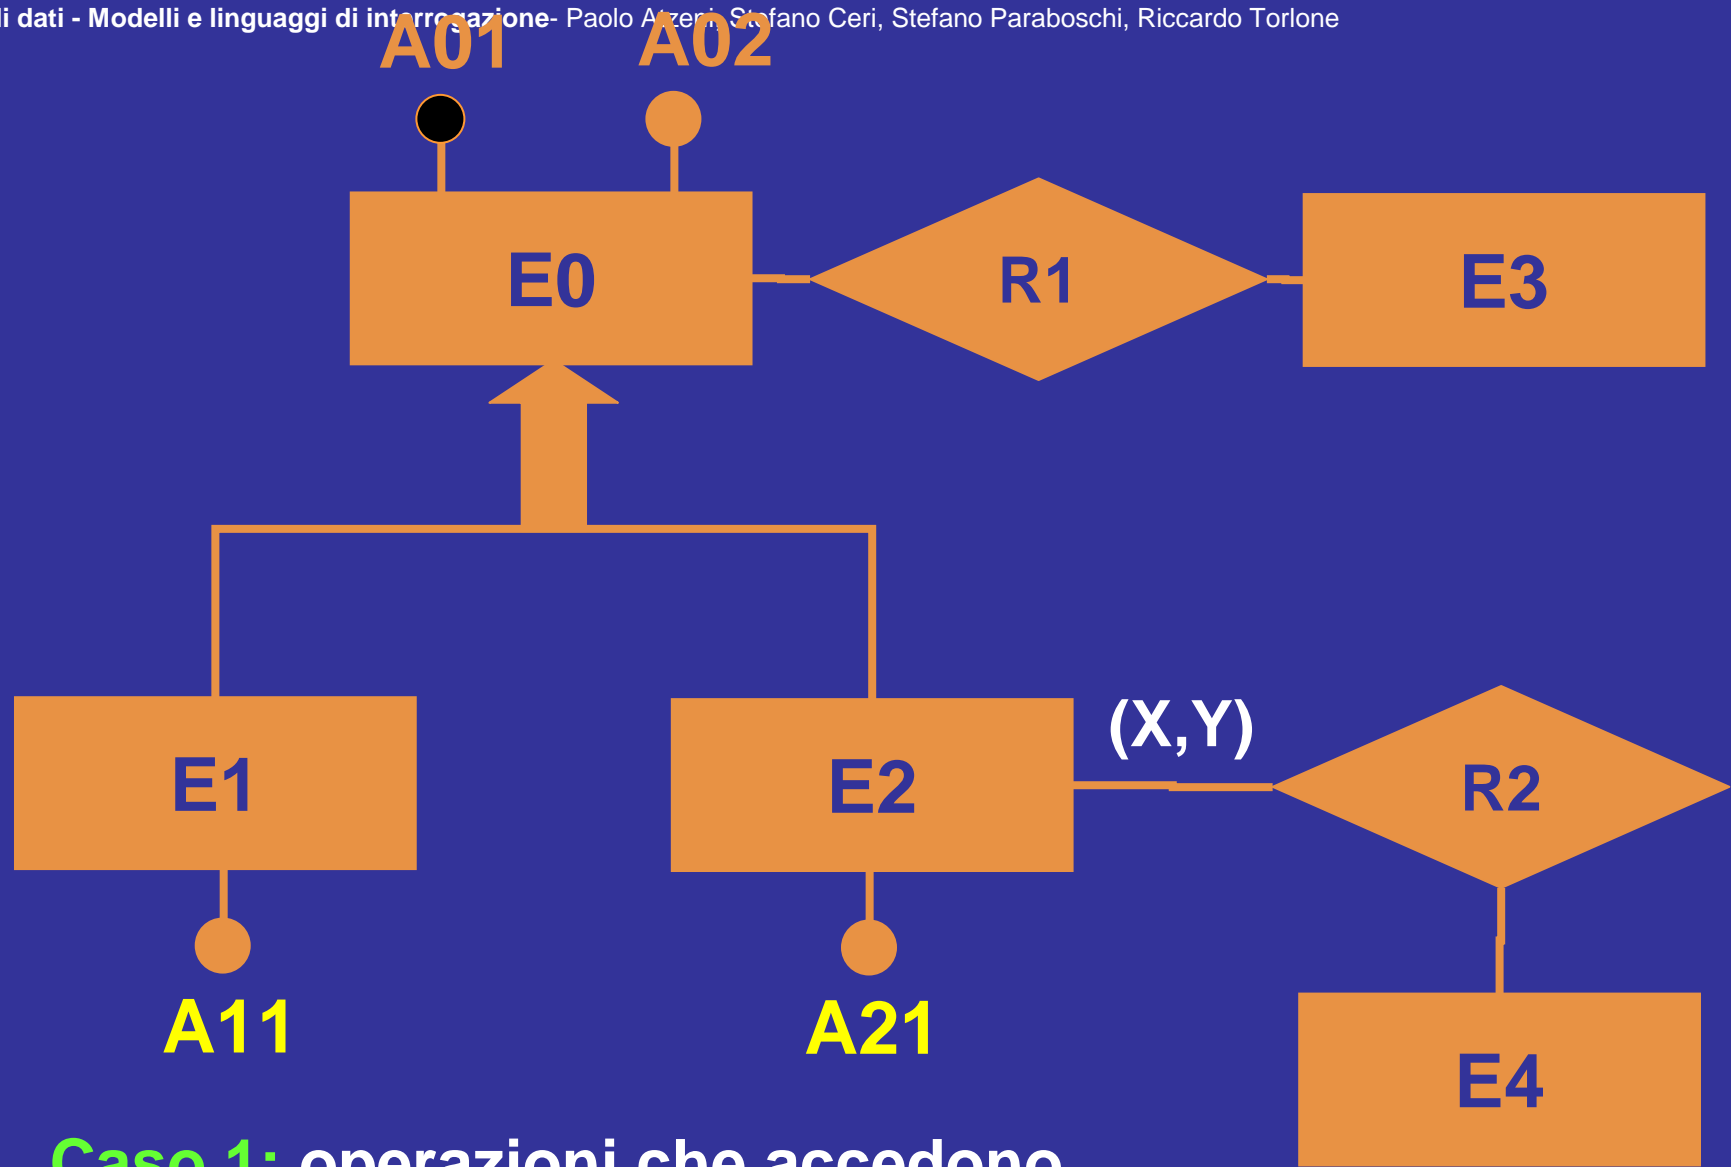 dati - Modelli e linguaggi di interrogazione- Paolo Atzeni, Stefano Ceri, Stefano Paraboschi, Riccardo Torlone
A01 A02
E0 R1 E3
(X,Y)
E1 E2 R2
A11 A21
E4
Caso 1: operazioni che accedono